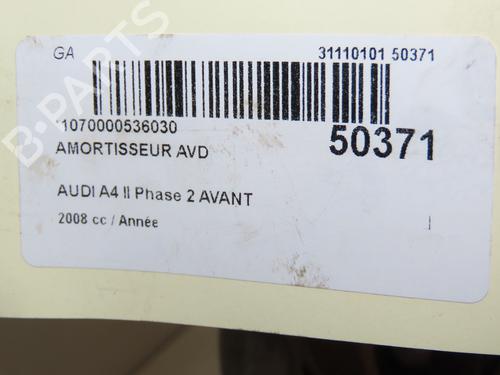 GA 31110101 50371
1070000536030
50371
AMORTISSEUR AVD
AUDI A4 II Phase 2 AVANT
2008 cc / Année
B-PARTS